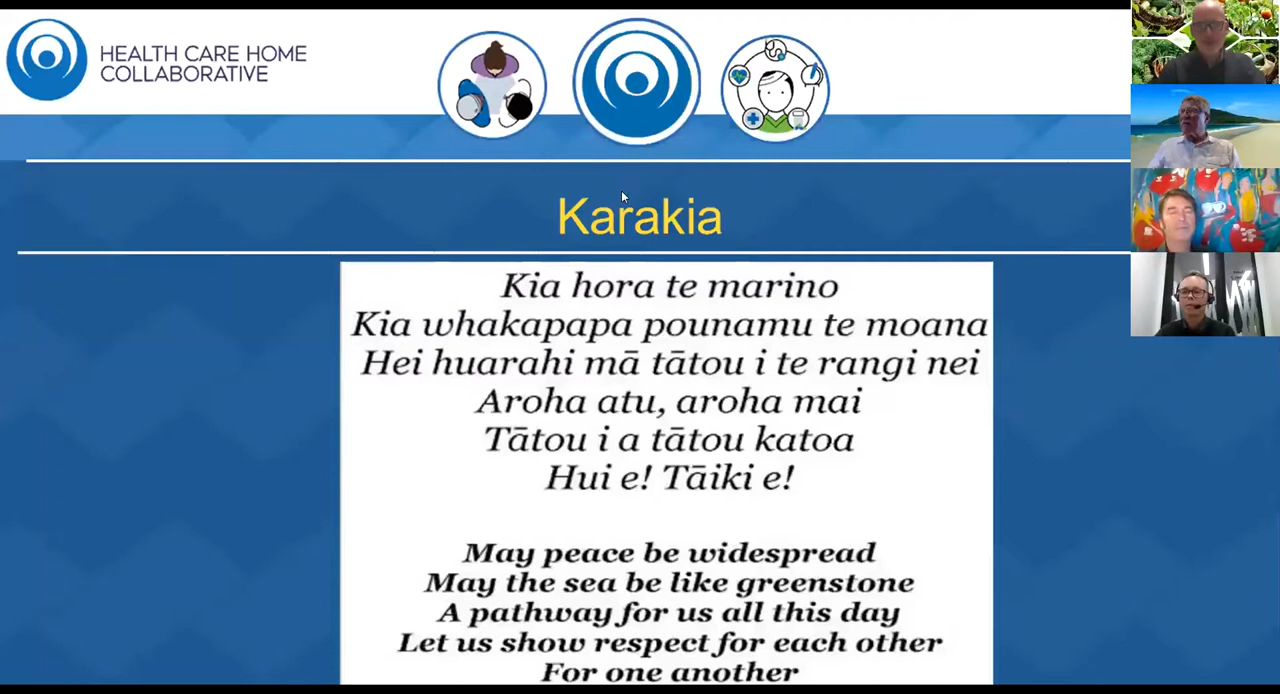 HEALTH CARE HOME
COLLABORATIVE
Karakia
Kia hora te marino
Kia whakapapa pounamu te moana
Hei huarahi mā tātou i te rangi nei
Aroha atu, aroha mai
Tātou i a tātou katoa
Hui e! Tāiki e!
May peace be widespread
May the sea be like greenstone
A pathway for us all this day
Let us show respect for each other
For one another